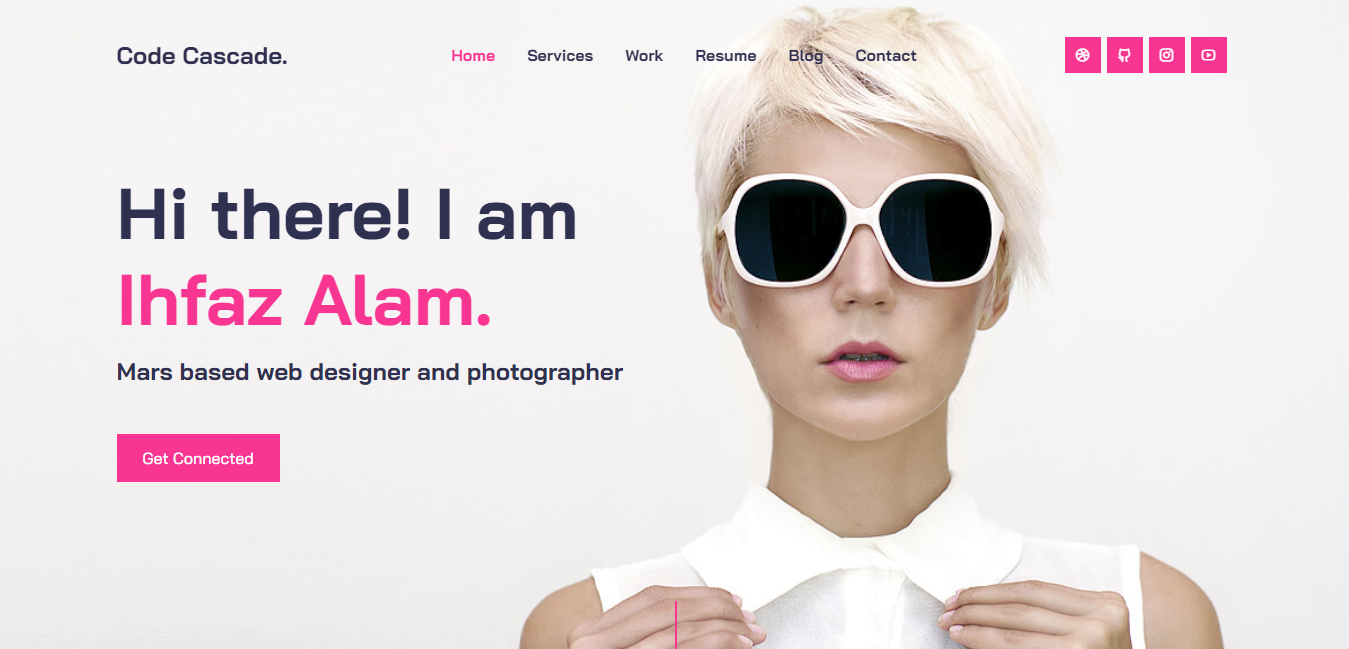 Code Cascade.
Home Services Work Resume Blog Contact
Hi there! I am
Ihfaz Alam.
Mars based web designer and photographer
Get Connected